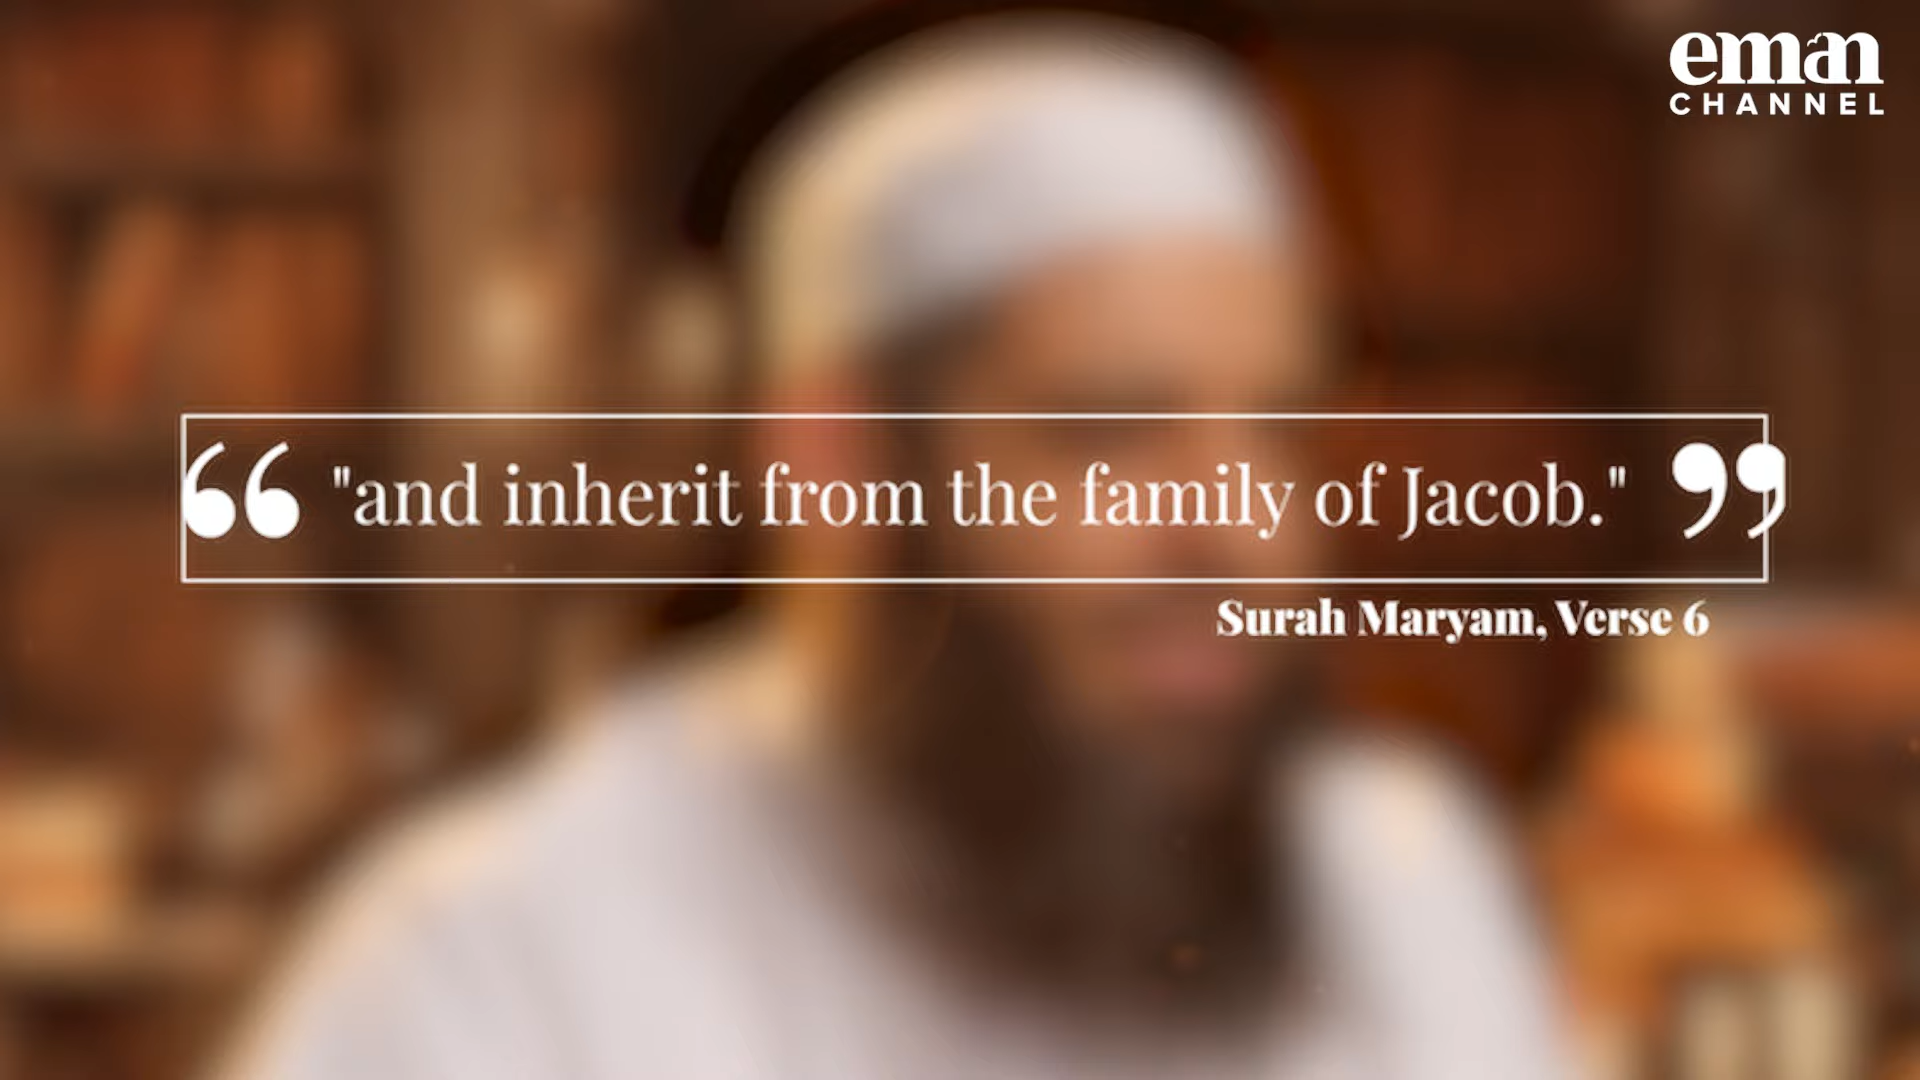 eman
CHANNEL
“ "and inherit from the family of Jacob." ”
Surah Maryam, Verse 6